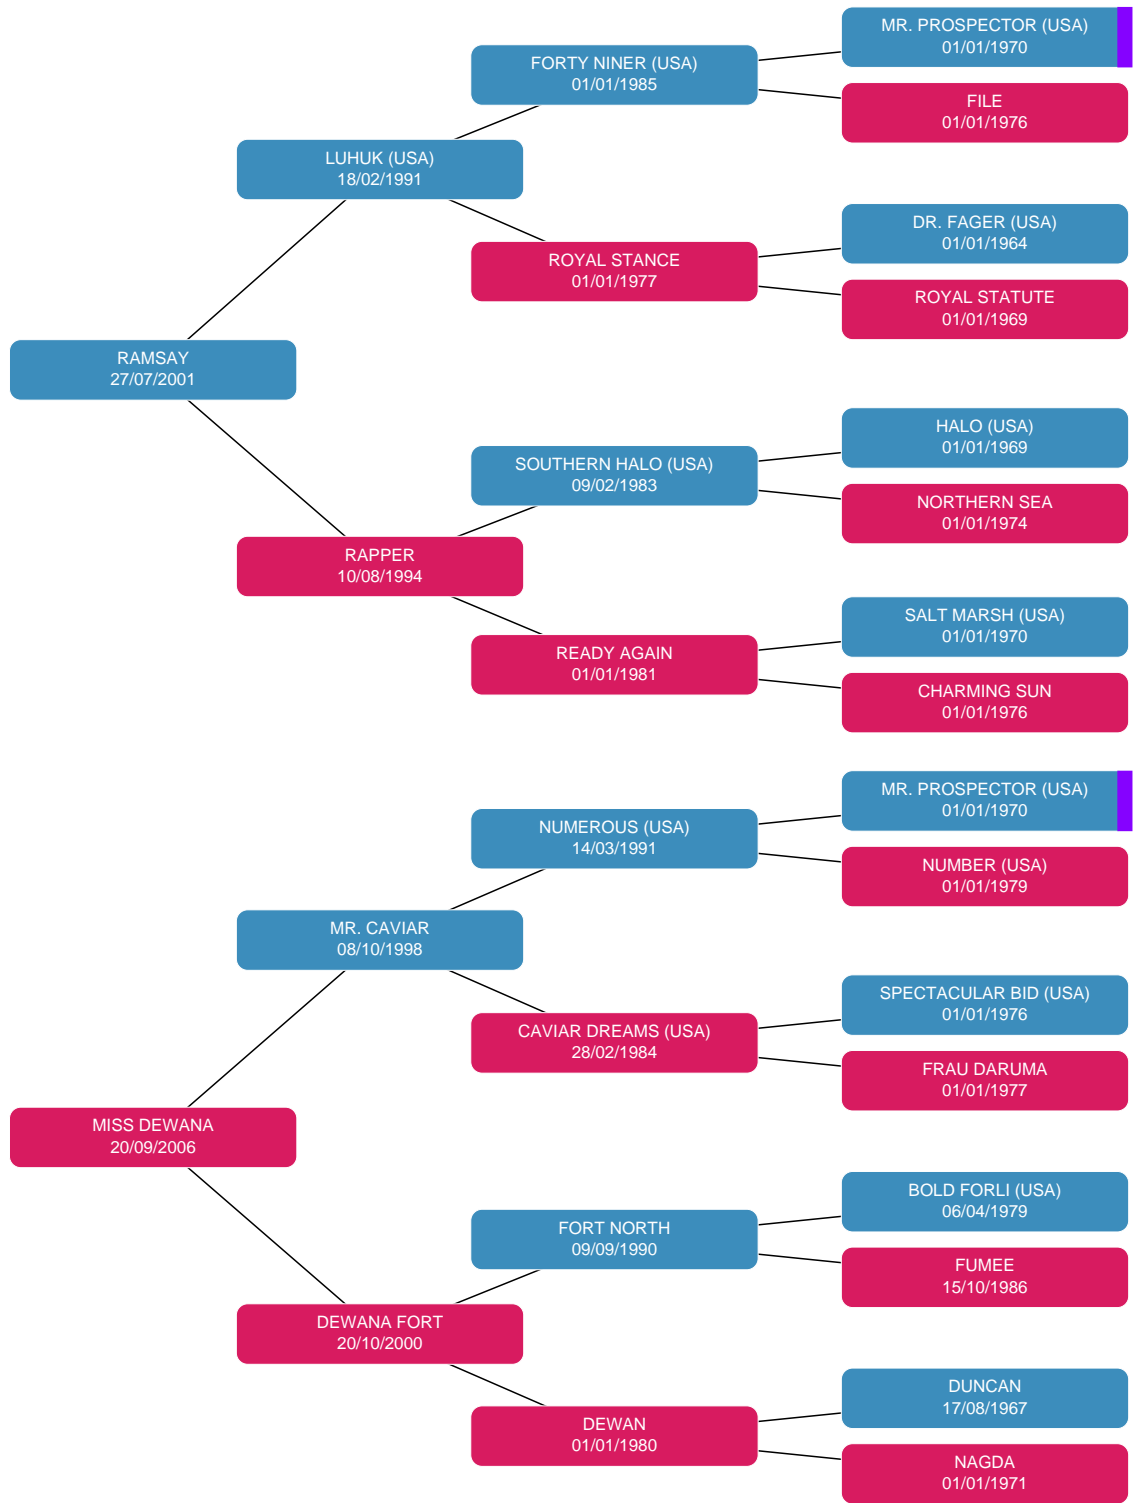 MR. PROSPECTOR (USA)
01/01/1970
FORTY NINER (USA)
01/01/1985
FILE
01/01/1976
LUHUK (USA)
18/02/1991
DR. FAGER (USA)
01/01/1964
ROYAL STANCE
01/01/1977
ROYAL STATUTE
01/01/1969
RAMSAY
27/07/2001
HALO (USA)
01/01/1969
SOUTHERN HALO (USA)
09/02/1983
NORTHERN SEA
01/01/1974
RAPPER
10/08/1994
SALT MARSH (USA)
01/01/1970
READY AGAIN
01/01/1981
CHARMING SUN
01/01/1976
MR. PROSPECTOR (USA)
01/01/1970
NUMEROUS (USA)
14/03/1991
NUMBER (USA)
01/01/1979
MR. CAVIAR
08/10/1998
SPECTACULAR BID (USA)
01/01/1976
CAVIAR DREAMS (USA)
28/02/1984
FRAU DARUMA
01/01/1977
MISS DEWANA
20/09/2006
BOLD FORLI (USA)
06/04/1979
FORT NORTH
09/09/1990
FUMEE
15/10/1986
DEWANA FORT
20/10/2000
DUNCAN
17/08/1967
DEWAN
01/01/1980
NAGDA
01/01/1971